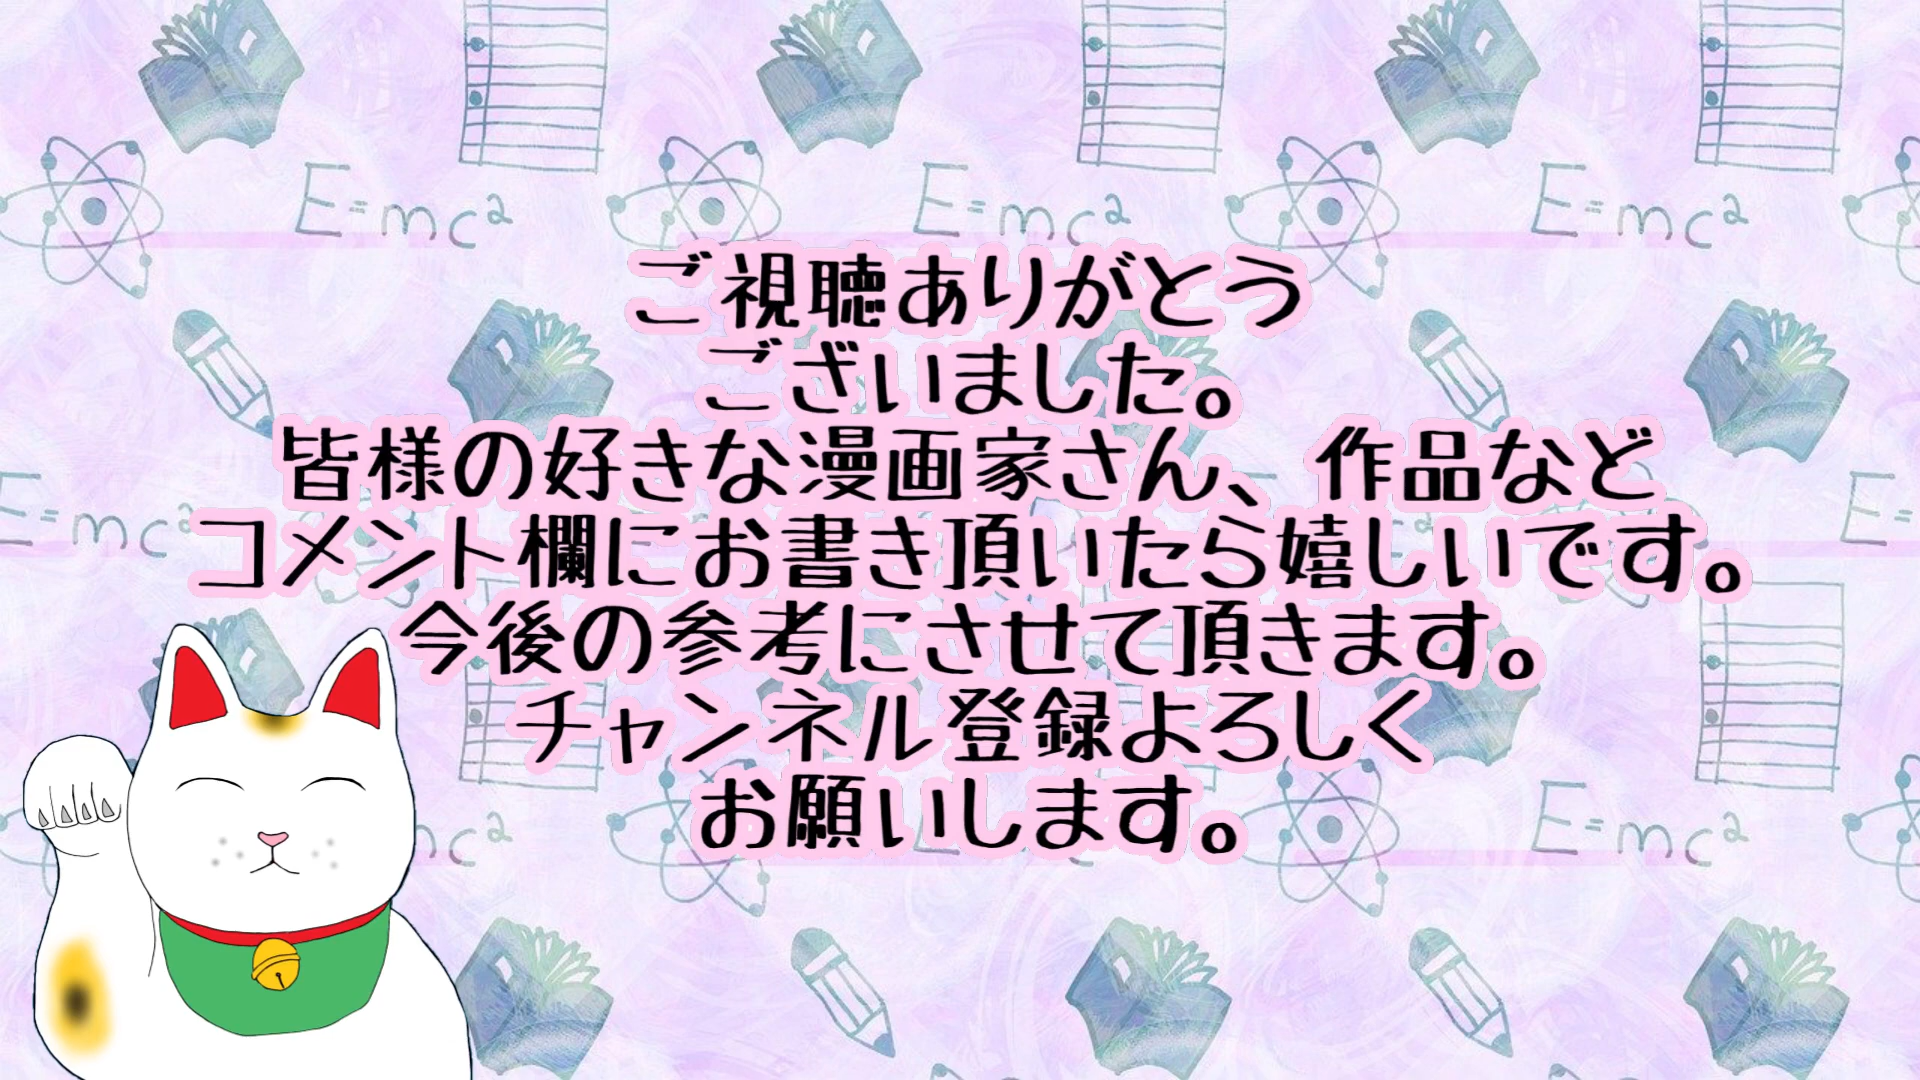 E=mc² E=mc² E=mc²
ご視聴ありがとう
ございました。
皆様の好きな漫画家さん、作品など
コメント欄にお書き頂いたら嬉しいです。
今後の参考にさせて頂きます。
チャンネル登録よろしく
お願いします。
E=mc²
E=mc²